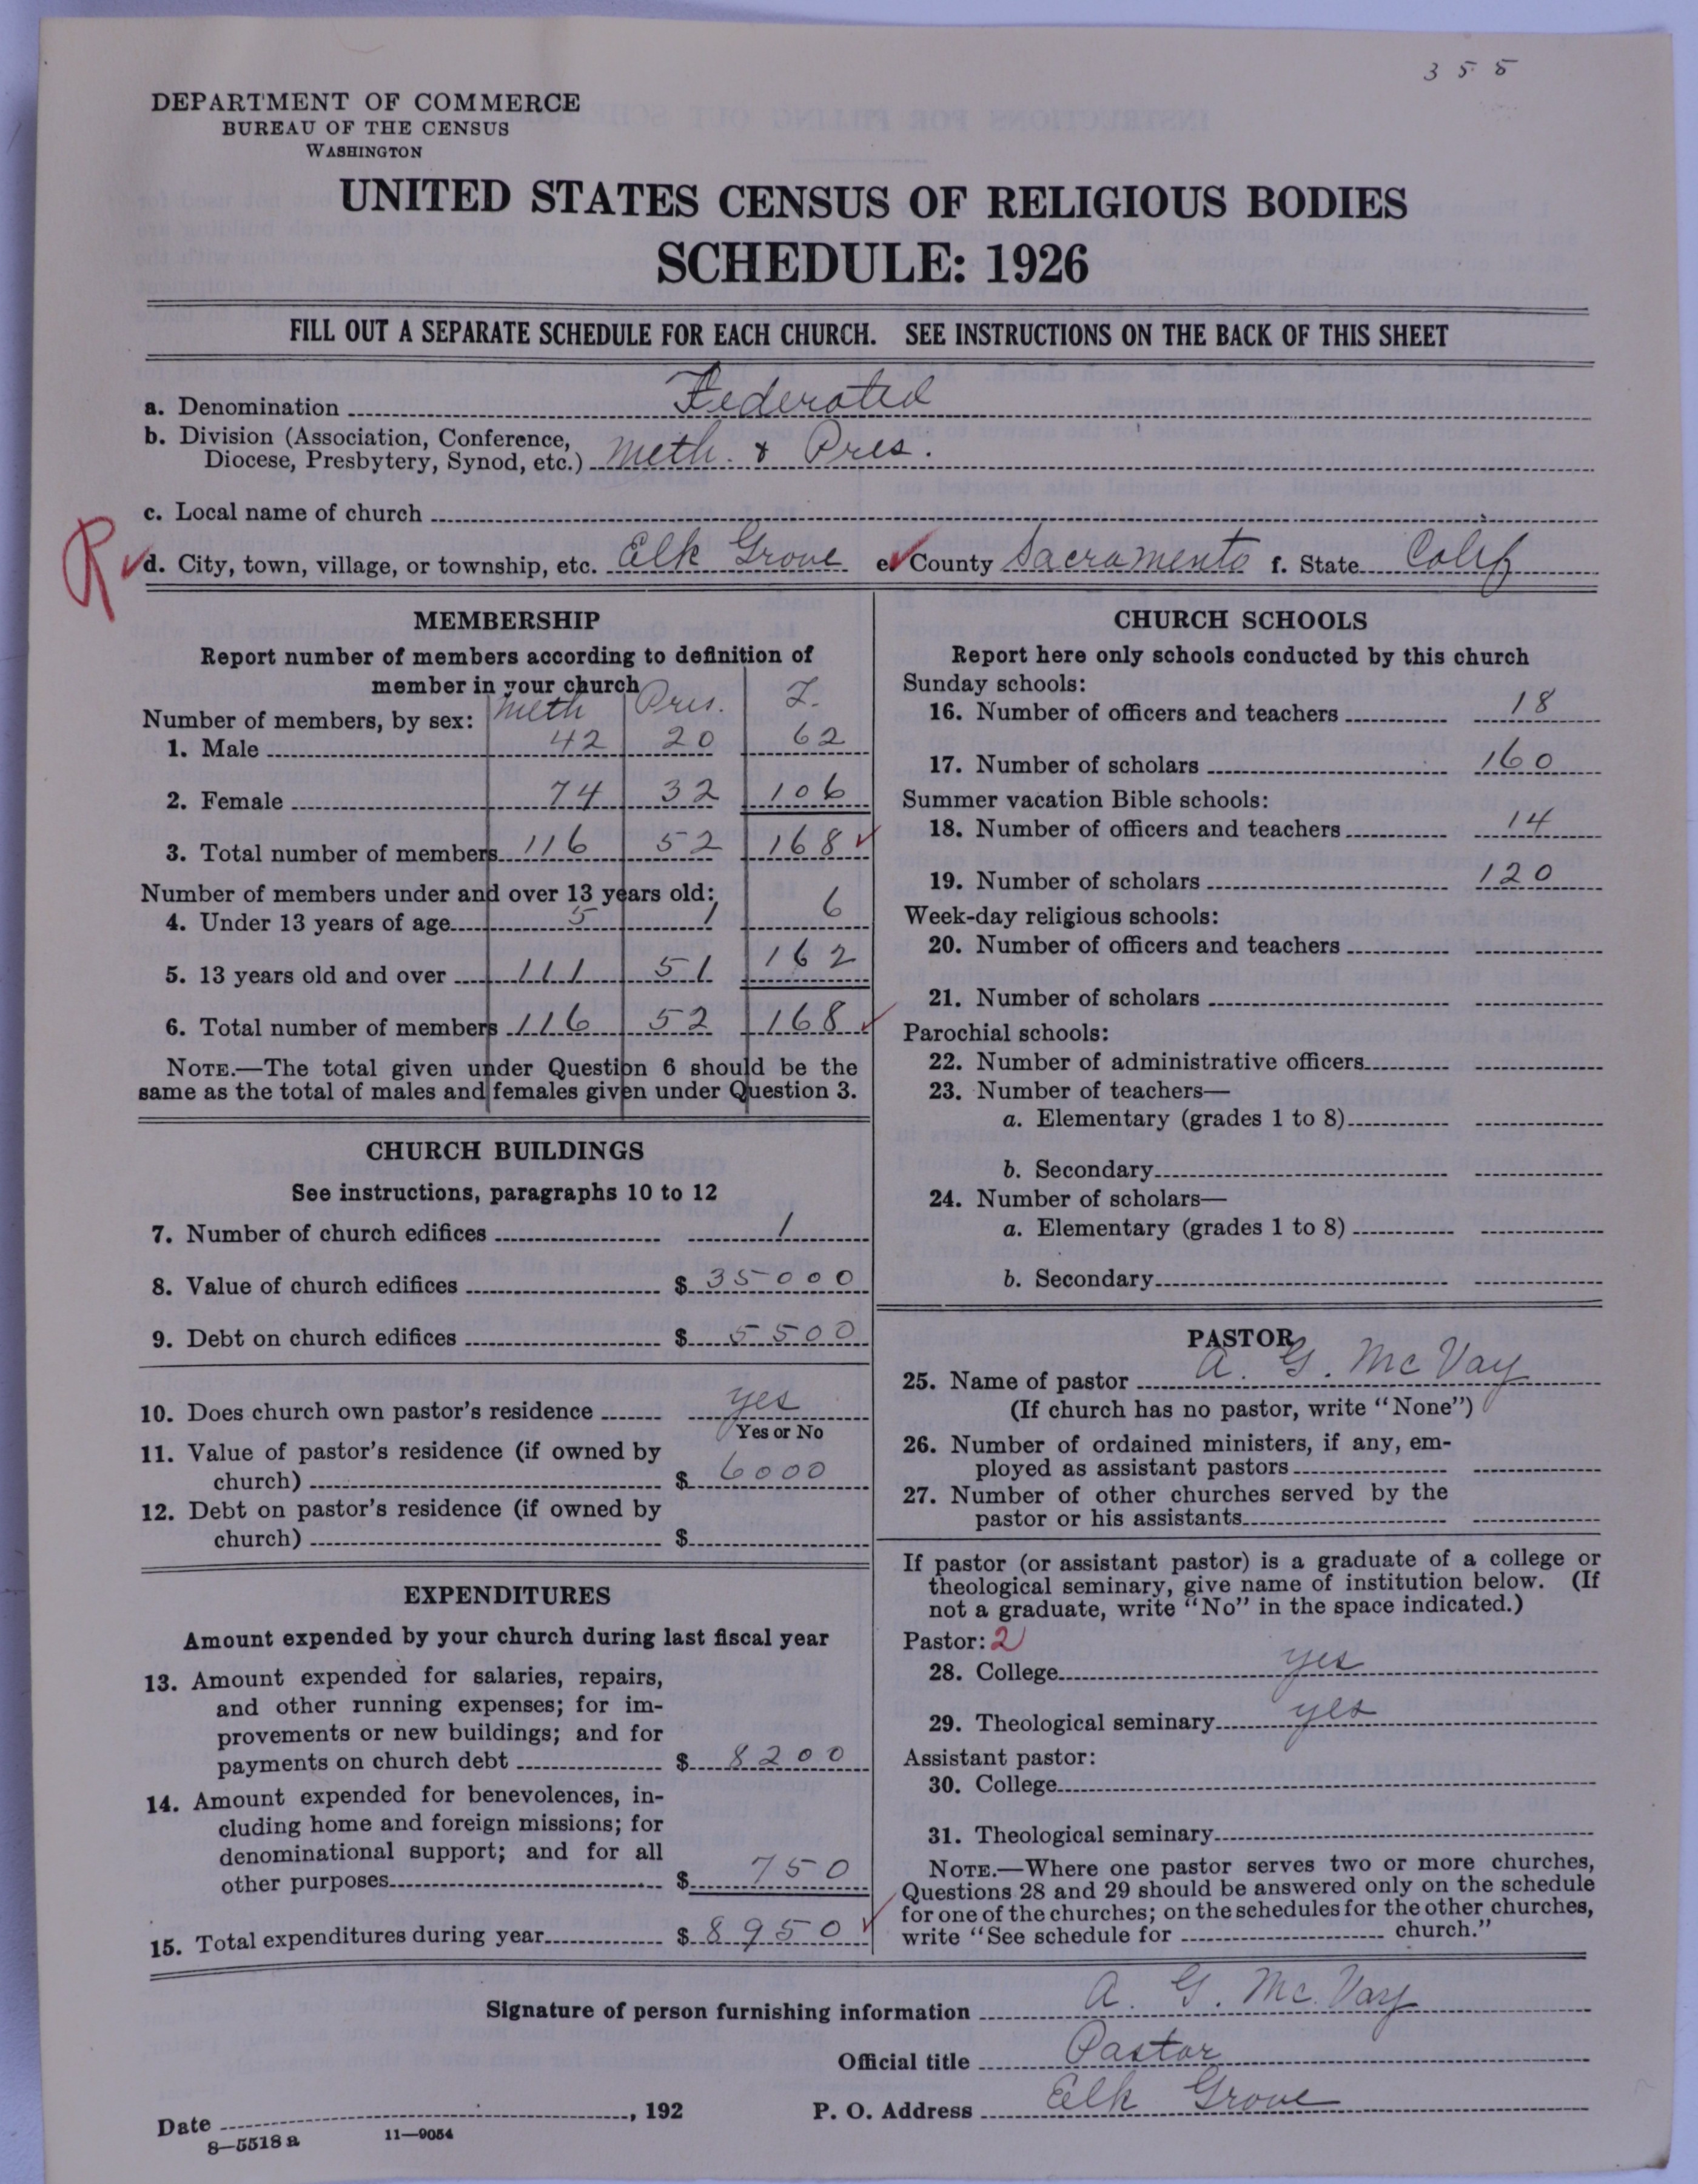 355
DEPARTMENT OF COMMERCE
BUREAU OF THE CENSUS
WASHINGTON
UNITED STATES CENSUS OF RELIGIOUS BODIES
SCHEDULE: 1926
FILL OUT A SEPARATE SCHEDULE FOR EACH CHURCH. SEE INSTRUCTIONS ON THE BACK OF THIS SHEET
a. Denomination Federated
b. Division (Association, Conference,
Diocese, Presbytery, Synod, etc.) Meth. & Pres.
c. Local name of church
R d. City, town, village, or township, etc. Elk Grove e. County Sacramento f. State Calif
MEMBERSHIP
Report number of members according to definition of
member in your church
Meth Pres. T.
Number of members, by sex:
1. Male 42 20 62
2. Female 74 32 106
3. Total number of members 116 52 168
Number of members under and over 13 years old:
4. Under 13 years of age 5 1 6
5. 13 years old and over 111 51 162
6. Total number of members 116 52 168
NOTE.—The total given under Question 6 should be the
same as the total of males and females given under Question 3.
CHURCH BUILDINGS
See instructions, paragraphs 10 to 12
7. Number of church edifices 1
8. Value of church edifices $ 35000
9. Debt on church edifices $ 5500
10. Does church own pastor's residence yes
Yes or No
11. Value of pastor's residence (if owned by
church) $ 6000
12. Debt on pastor's residence (if owned by
church) $
EXPENDITURES
Amount expended by your church during last fiscal year
13. Amount expended for salaries, repairs,
and other running expenses; for im-
provements or new buildings; and for
payments on church debt $ 8200
14. Amount expended for benevolences, in-
cluding home and foreign missions; for
denominational support; and for all
other purposes $ 750
15. Total expenditures during year $ 8950
CHURCH SCHOOLS
Report here only schools conducted by this church
Sunday schools:
16. Number of officers and teachers 18
17. Number of scholars 160
Summer vacation Bible schools:
18. Number of officers and teachers 14
19. Number of scholars 120
Week-day religious schools:
20. Number of officers and teachers
21. Number of scholars
Parochial schools:
22. Number of administrative officers
23. Number of teachers—
a. Elementary (grades 1 to 8)
b. Secondary
24. Number of scholars—
a. Elementary (grades 1 to 8)
b. Secondary
PASTOR
25. Name of pastor A. G. McVay
(If church has no pastor, write "None")
26. Number of ordained ministers, if any, em-
ployed as assistant pastors
27. Number of other churches served by the
pastor or his assistants
If pastor (or assistant pastor) is a graduate of a college or
theological seminary, give name of institution below. (If
not a graduate, write "No" in the space indicated.)
Pastor: 2
28. College yes
29. Theological seminary yes
Assistant pastor:
30. College
31. Theological seminary
NOTE.—Where one pastor serves two or more churches,
Questions 28 and 29 should be answered only on the schedule
for one of the churches; on the schedules for the other churches,
write "See schedule for church."
Signature of person furnishing information A. G. McVay
Official title Pastor
Date , 192 P. O. Address Elk Grove
8—5518 a 11—9054